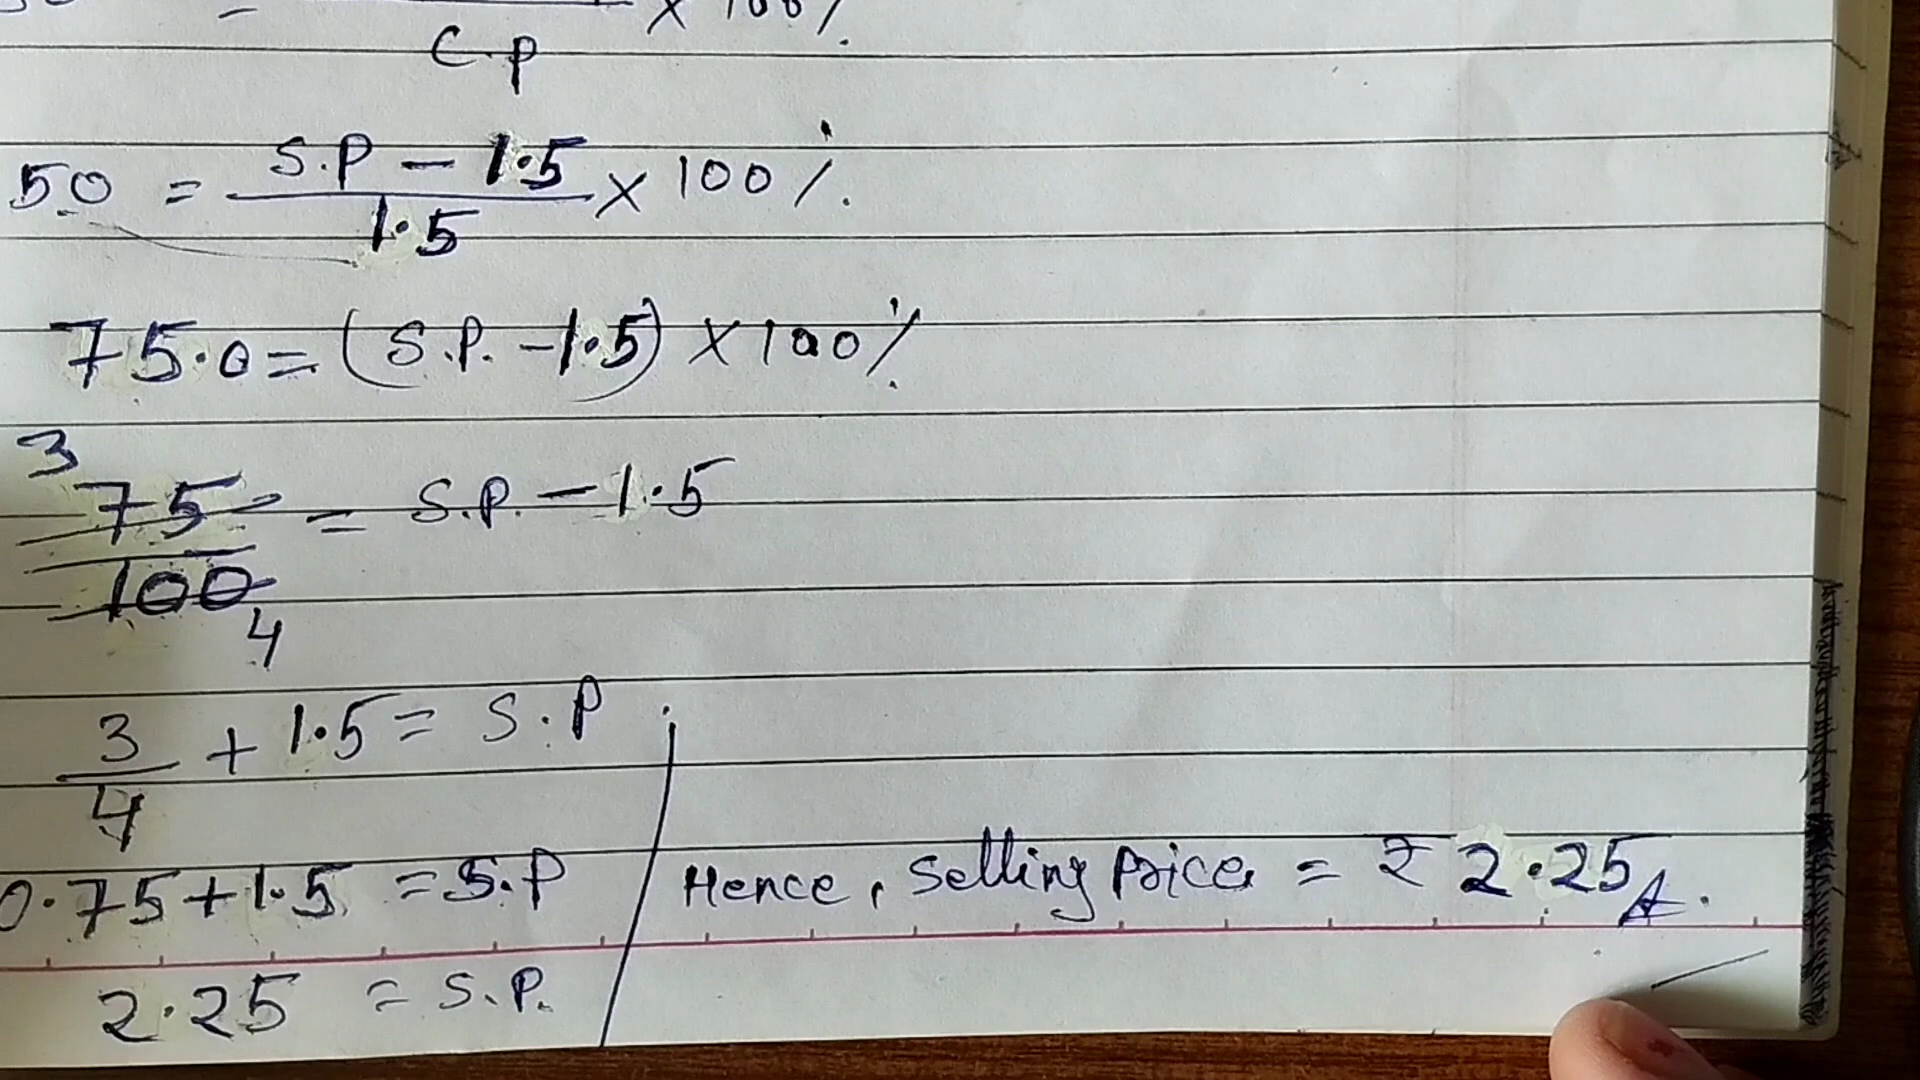 = × 100%
C.P
50 = S.P - 1.5 / 1.5 × 100%
75.0 = (S.P. - 1.5) × 100%
3
75 / 100 = S.P. - 1.5
4
3 / 4 + 1.5 = S.P
0.75 + 1.5 = S.P
2.25 = S.P.
Hence, Selling Price = ₹ 2.25 A.